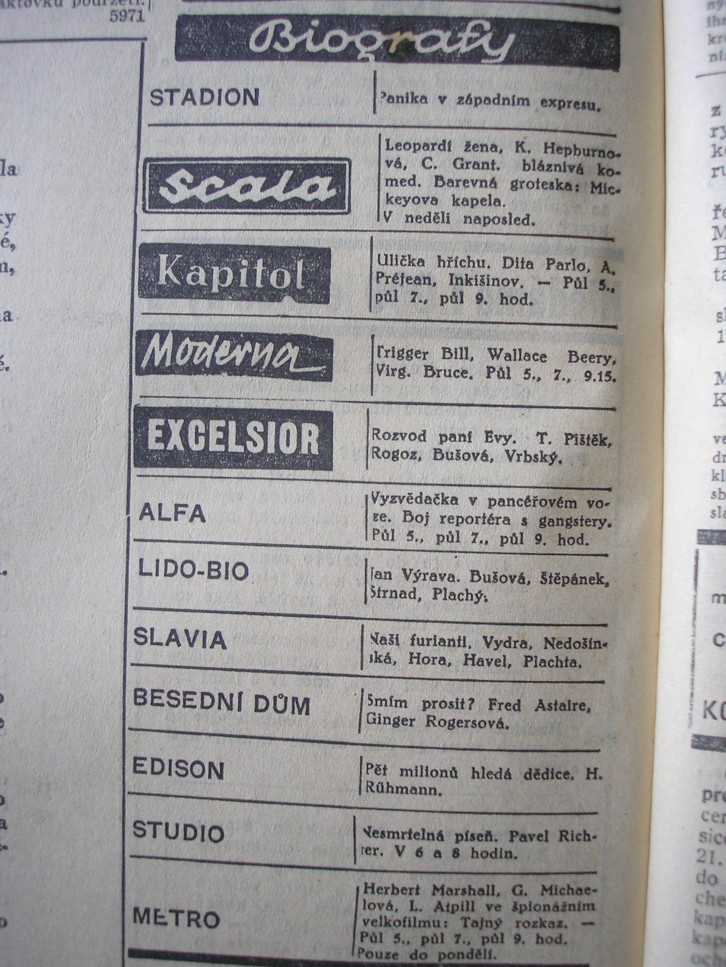 5971
Biografy
STADION
Panika v západním expresu.
scala
Leopardí žena, K. Hepburno-
vá, C. Grant. bláznivá ko-
med. Barevná groteska: Mic-
keyova kapela.
V neděli naposled.
Kapitol
Ulička hříchu. Dita Parlo, A.
Préjean, Inkišinov. — Půl 5.,
půl 7., půl 9. hod.
Moderna
Trigger Bill, Wallace Beery,
Virg. Bruce. Půl 5., 7., 9.15.
EXCELSIOR
Rozvod paní Evy. T. Pištěk,
Rogoz, Bušová, Vrbský.
ALFA
Vyzvědačka v pancéřovém vo-
ze. Boj reportéra s gangstery.
Půl 5., půl 7., půl 9. hod.
LIDO-BIO
Jan Výrava. Bušová, Štěpánek,
Strnad, Plachý.
SLAVIA
Naši furianti, Vydra, Nedošin-
ská, Hora, Havel, Plachta.
BESEDNÍ DŮM
Smím prosit? Fred Astaire,
Ginger Rogersová.
EDISON
Pět milionů hledá dědice. H.
Rühmann.
STUDIO
Nesmrtelná píseň. Pavel Rich-
ter. V 6 a 8 hodin.
METRO
Herbert Marshall, G. Michae-
lová, L. Atpill ve špionážním
velkofilmu: Tajný rozkaz. —
Půl 5., půl 7., půl 9. hod.
Pouze do pondělí.